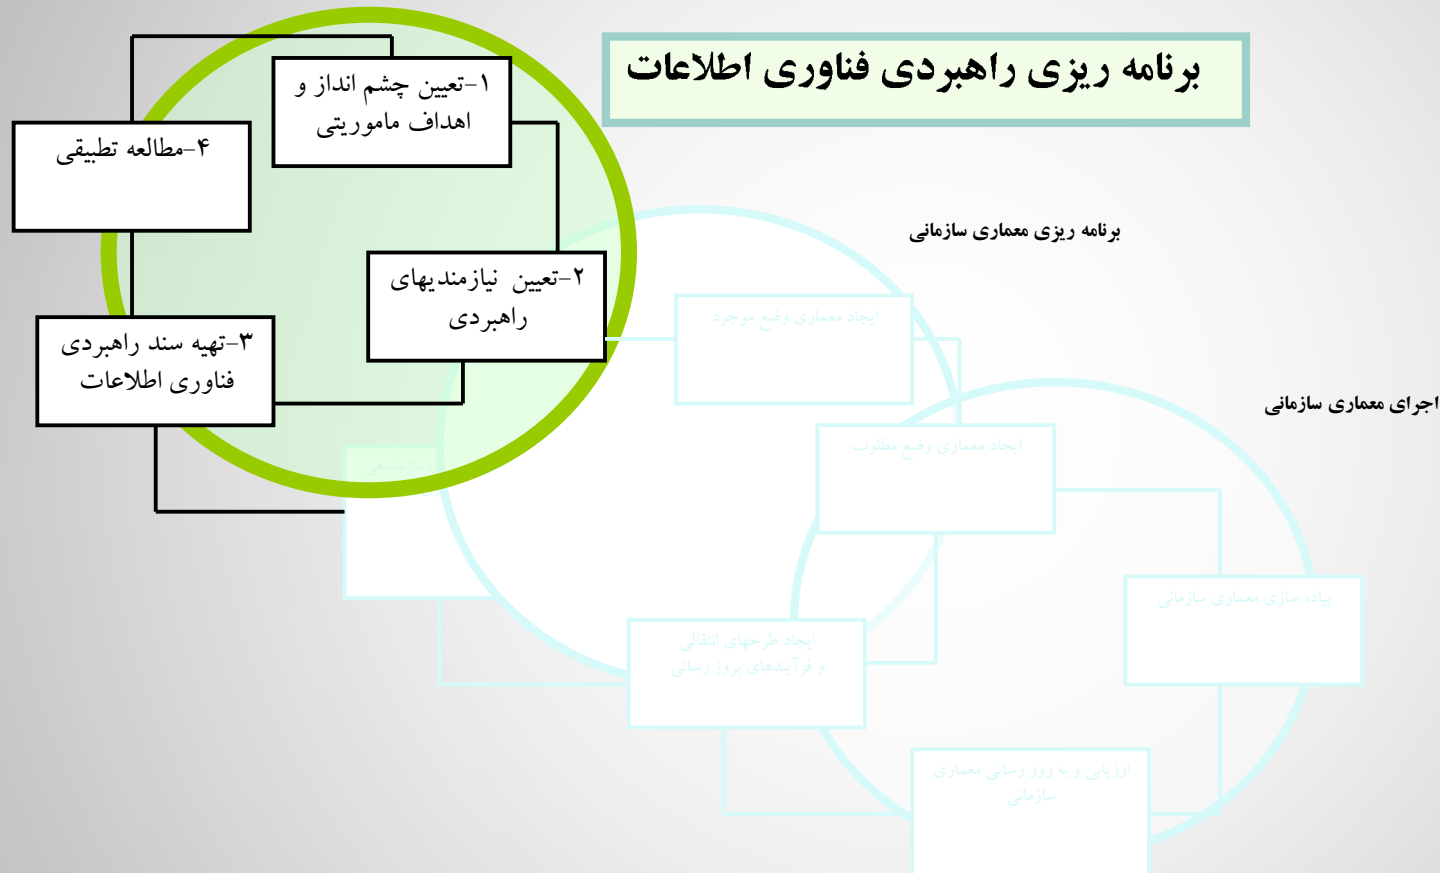 برنامه ریزی راهبردی فناوری اطلاعات
۱-تعیین چشم انداز و
اهداف ماموریتی
۲-تعیین نیازمندیهای
راهبردی
۳-تهیه سند راهبردی
فناوری اطلاعات
۴-مطالعه تطبیقی
برنامه ریزی معماری سازمانی
ایجاد معماری وضع موجود
ایجاد معماری وضع مطلوب
سازماندهی
ایجاد طرحهای انتقالی
و فرآیندهای بروز رسانی
اجرای معماری سازمانی
پیاده سازی معماری سازمانی
ارزیابی و به روز رسانی معماری
سازمانی